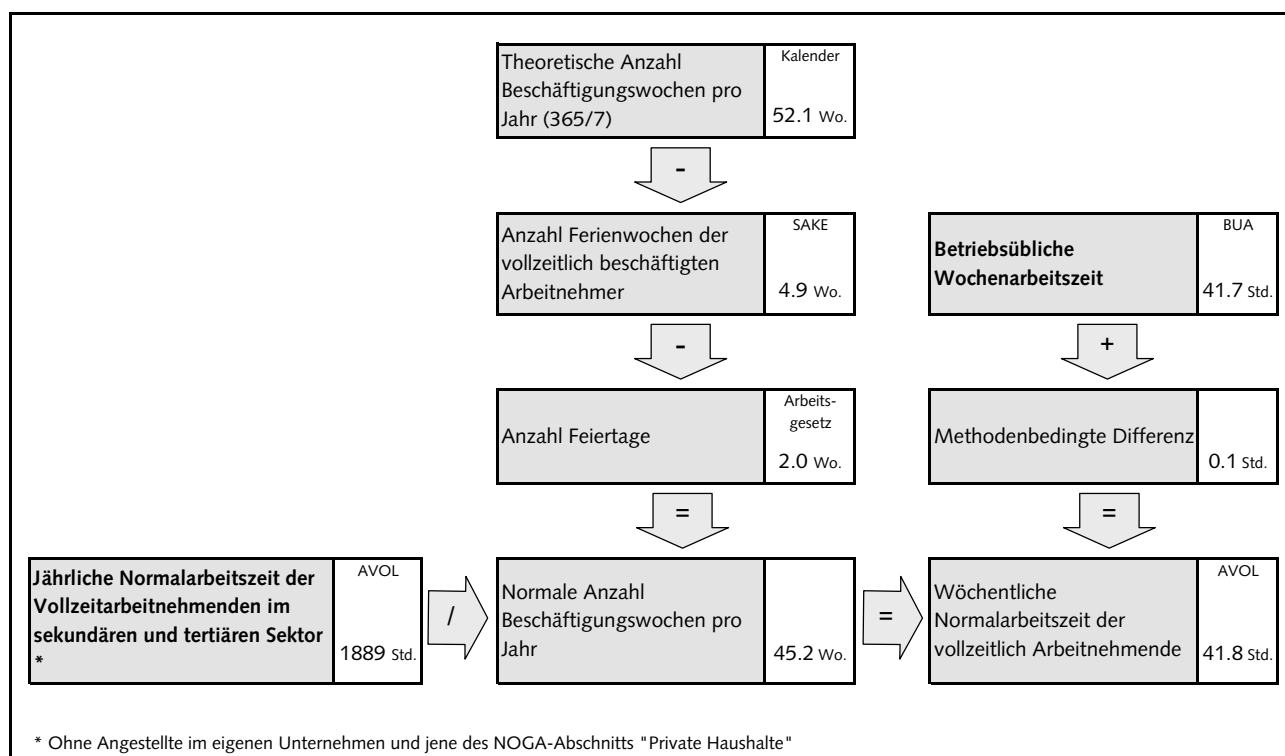 Theoretische Anzahl
Beschäftigungswochen pro
Jahr (365/7)
Kalender
52.1 Wo.
-
Anzahl Ferienwochen der
vollzeitlich beschäftigten
Arbeitnehmer
SAKE
4.9 Wo.
Betriebsübliche
Wochenarbeitszeit
BUA
41.7 Std.
-
+
Anzahl Feiertage
Arbeits-
gesetz
2.0 Wo.
Methodenbedingte Differenz
0.1 Std.
=
=
Jährliche Normalarbeitszeit der
Vollzeitarbeitnehmenden im
sekundären und tertiären Sektor
*
AVOL
1889 Std.
/
Normale Anzahl
Beschäftigungswochen pro
Jahr
45.2 Wo.
=
Wöchentliche
Normalarbeitszeit der
vollzeitlich Arbeitnehmende
AVOL
41.8 Std.
* Ohne Angestellte im eigenen Unternehmen und jene des NOGA-Abschnitts "Private Haushalte"